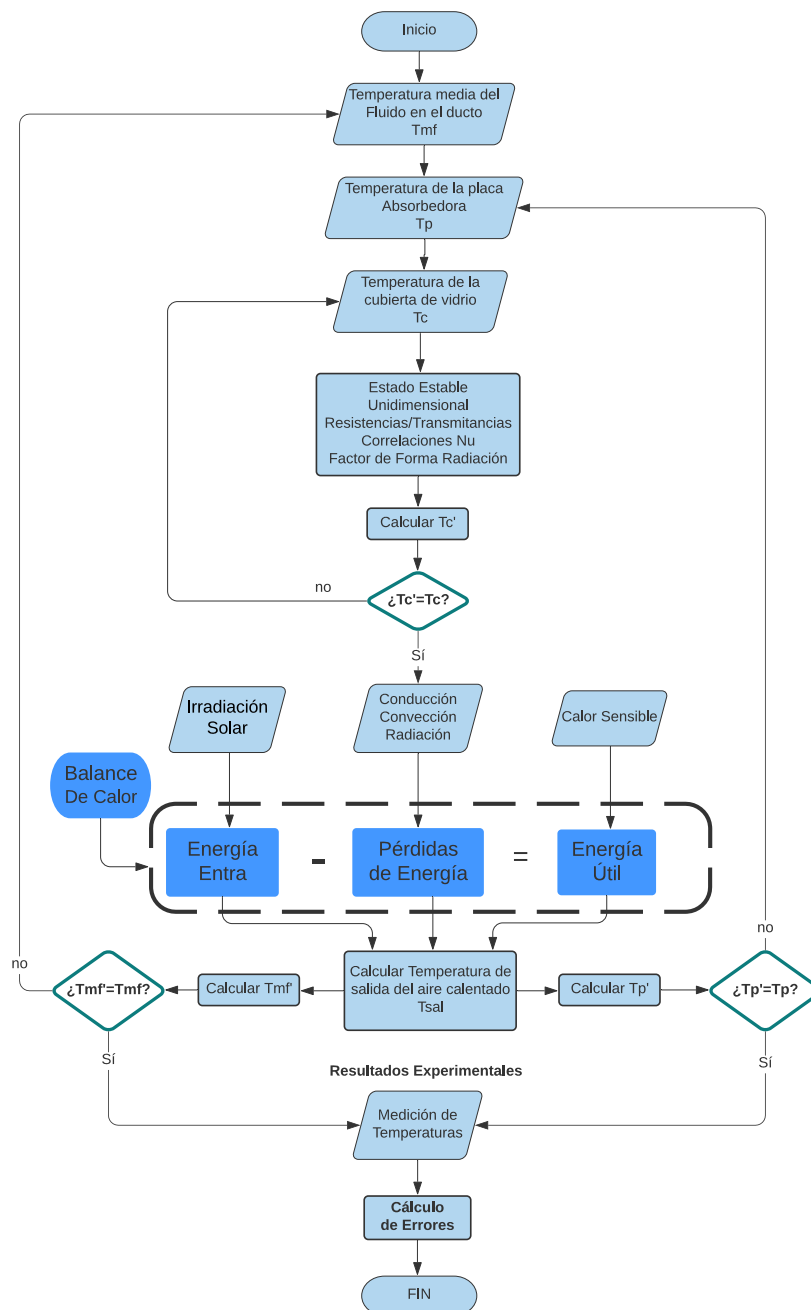 Inicio
Temperatura media del
Fluido en el ducto
Tmf
Temperatura de la placa
Absorbedora
Tp
Temperatura de la
cubierta de vidrio
Tc
Estado Estable
Unidimensional
Resistencias/Transmitancias
Correlaciones Nu
Factor de Forma Radiación
Calcular Tc'
no
¿Tc'=Tc?
Sí
Irradiación
Solar
Conducción
Convección
Radiación
Calor Sensible
Balance
De Calor
Energía
Entra
-
Pérdidas
de Energía
=
Energía
Útil
no
no
¿Tmf'=Tmf?
Calcular Tmf'
Calcular Temperatura de
salida del aire calentado
Tsal
Calcular Tp'
¿Tp'=Tp?
Sí
Sí
Resultados Experimentales
Medición de
Temperaturas
Cálculo
de Errores
FIN